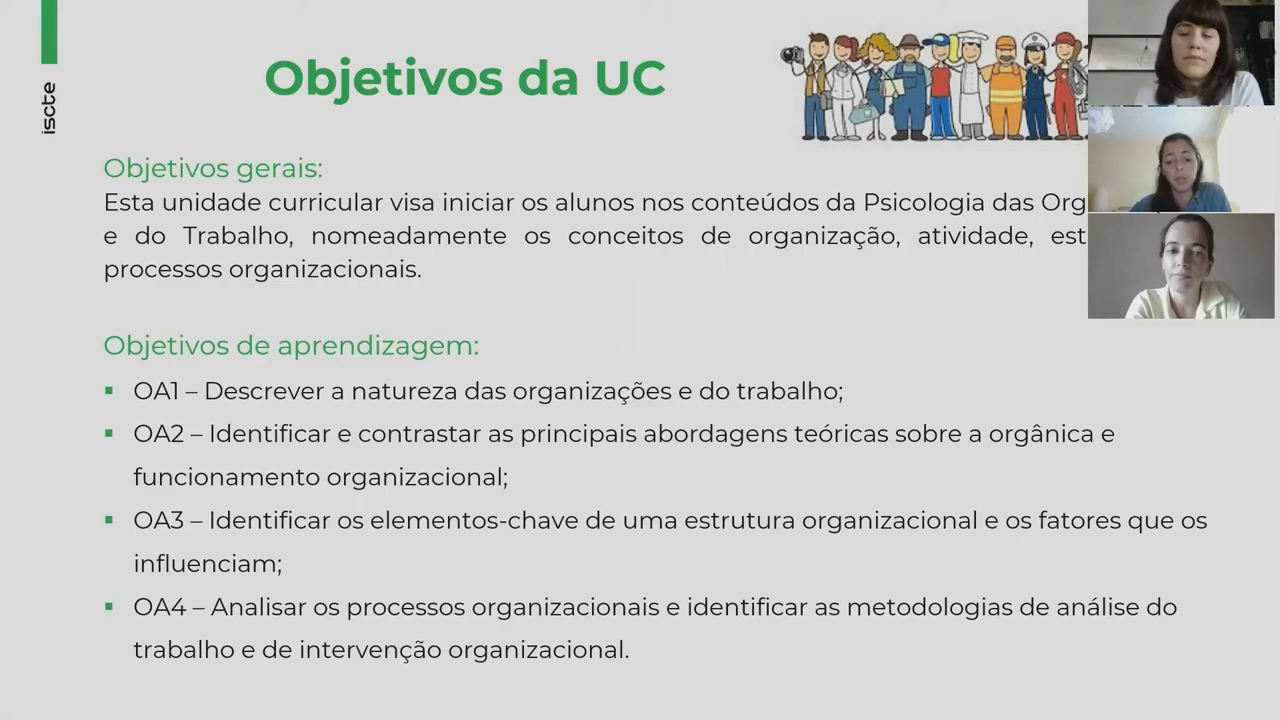 iscte
Objetivos da UC
Objetivos gerais:
Esta unidade curricular visa iniciar os alunos nos conteúdos da Psicologia das Org
e do Trabalho, nomeadamente os conceitos de organização, atividade, est
processos organizacionais.
Objetivos de aprendizagem:
▪ OA1 – Descrever a natureza das organizações e do trabalho;
▪ OA2 – Identificar e contrastar as principais abordagens teóricas sobre a orgânica e
funcionamento organizacional;
▪ OA3 – Identificar os elementos-chave de uma estrutura organizacional e os fatores que os
influenciam;
▪ OA4 – Analisar os processos organizacionais e identificar as metodologias de análise do
trabalho e de intervenção organizacional.